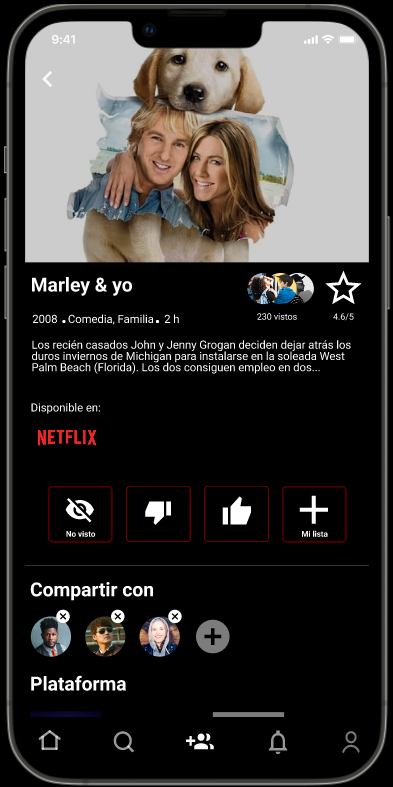 9:41
Marley & yo
230 vistos
4.6/5
2008 . Comedia, Familia . 2 h
Los recién casados John y Jenny Grogan deciden dejar atrás los
duros inviernos de Michigan para instalarse en la soleada West
Palm Beach (Florida). Los dos consiguen empleo en dos...
Disponible en:
NETFLIX
No visto
Mi lista
Compartir con
Plataforma